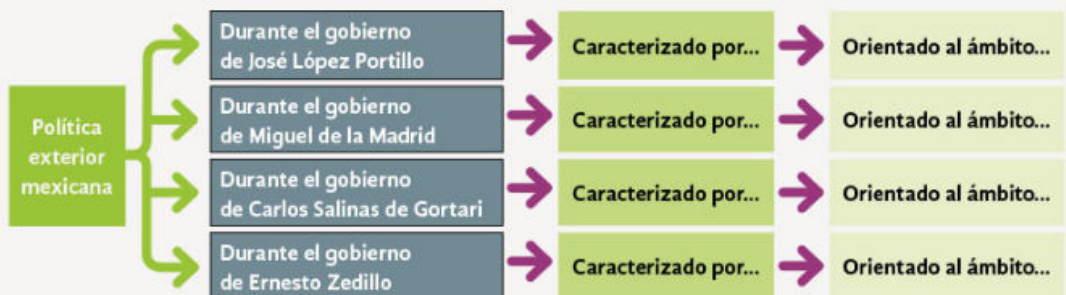 Política
exterior
mexicana
Durante el gobierno
de José López Portillo
Caracterizado por...
Orientado al ámbito...
Durante el gobierno
de Miguel de la Madrid
Caracterizado por...
Orientado al ámbito...
Durante el gobierno
de Carlos Salinas de Gortari
Caracterizado por...
Orientado al ámbito...
Durante el gobierno
de Ernesto Zedillo
Caracterizado por...
Orientado al ámbito...